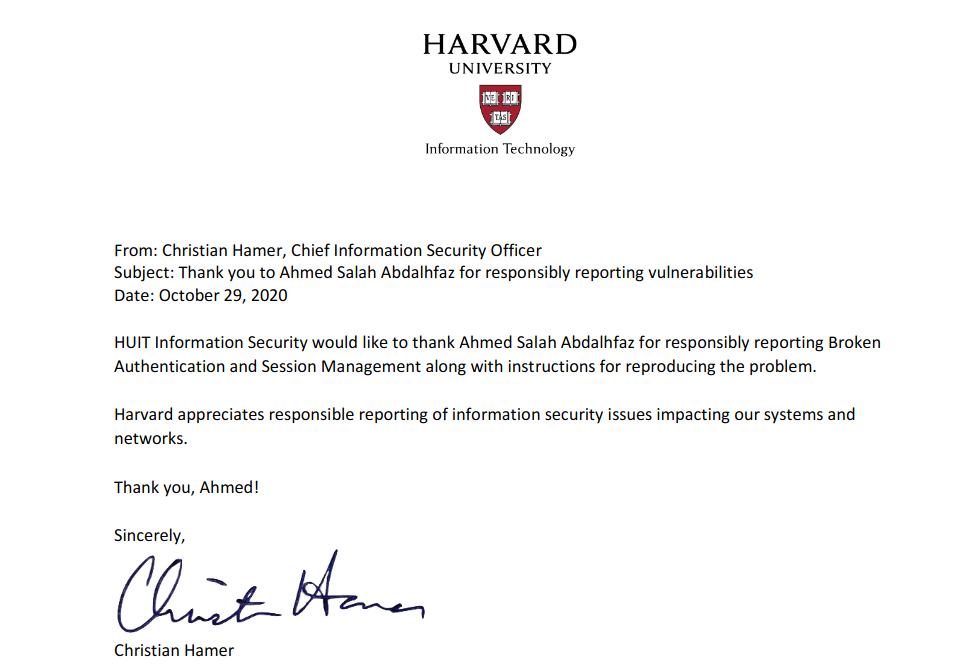 HARVARD
UNIVERSITY
VE RI
TAS
Information Technology
From: Christian Hamer, Chief Information Security Officer
Subject: Thank you to Ahmed Salah Abdalhfaz for responsibly reporting vulnerabilities
Date: October 29, 2020
HUIT Information Security would like to thank Ahmed Salah Abdalhfaz for responsibly reporting Broken
Authentication and Session Management along with instructions for reproducing the problem.
Harvard appreciates responsible reporting of information security issues impacting our systems and
networks.
Thank you, Ahmed!
Sincerely,
Christian Hamer
Christian Hamer